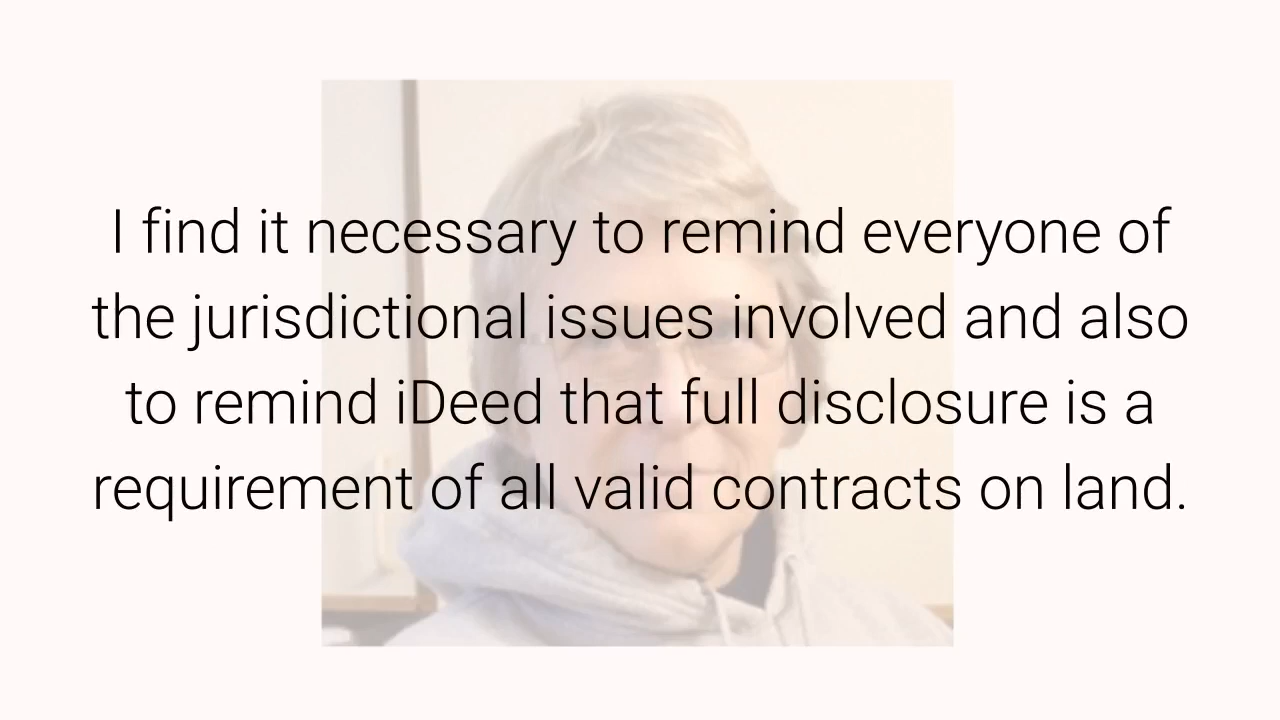 I find it necessary to remind everyone of
the jurisdictional issues involved and also
to remind iDeed that full disclosure is a
requirement of all valid contracts on land.